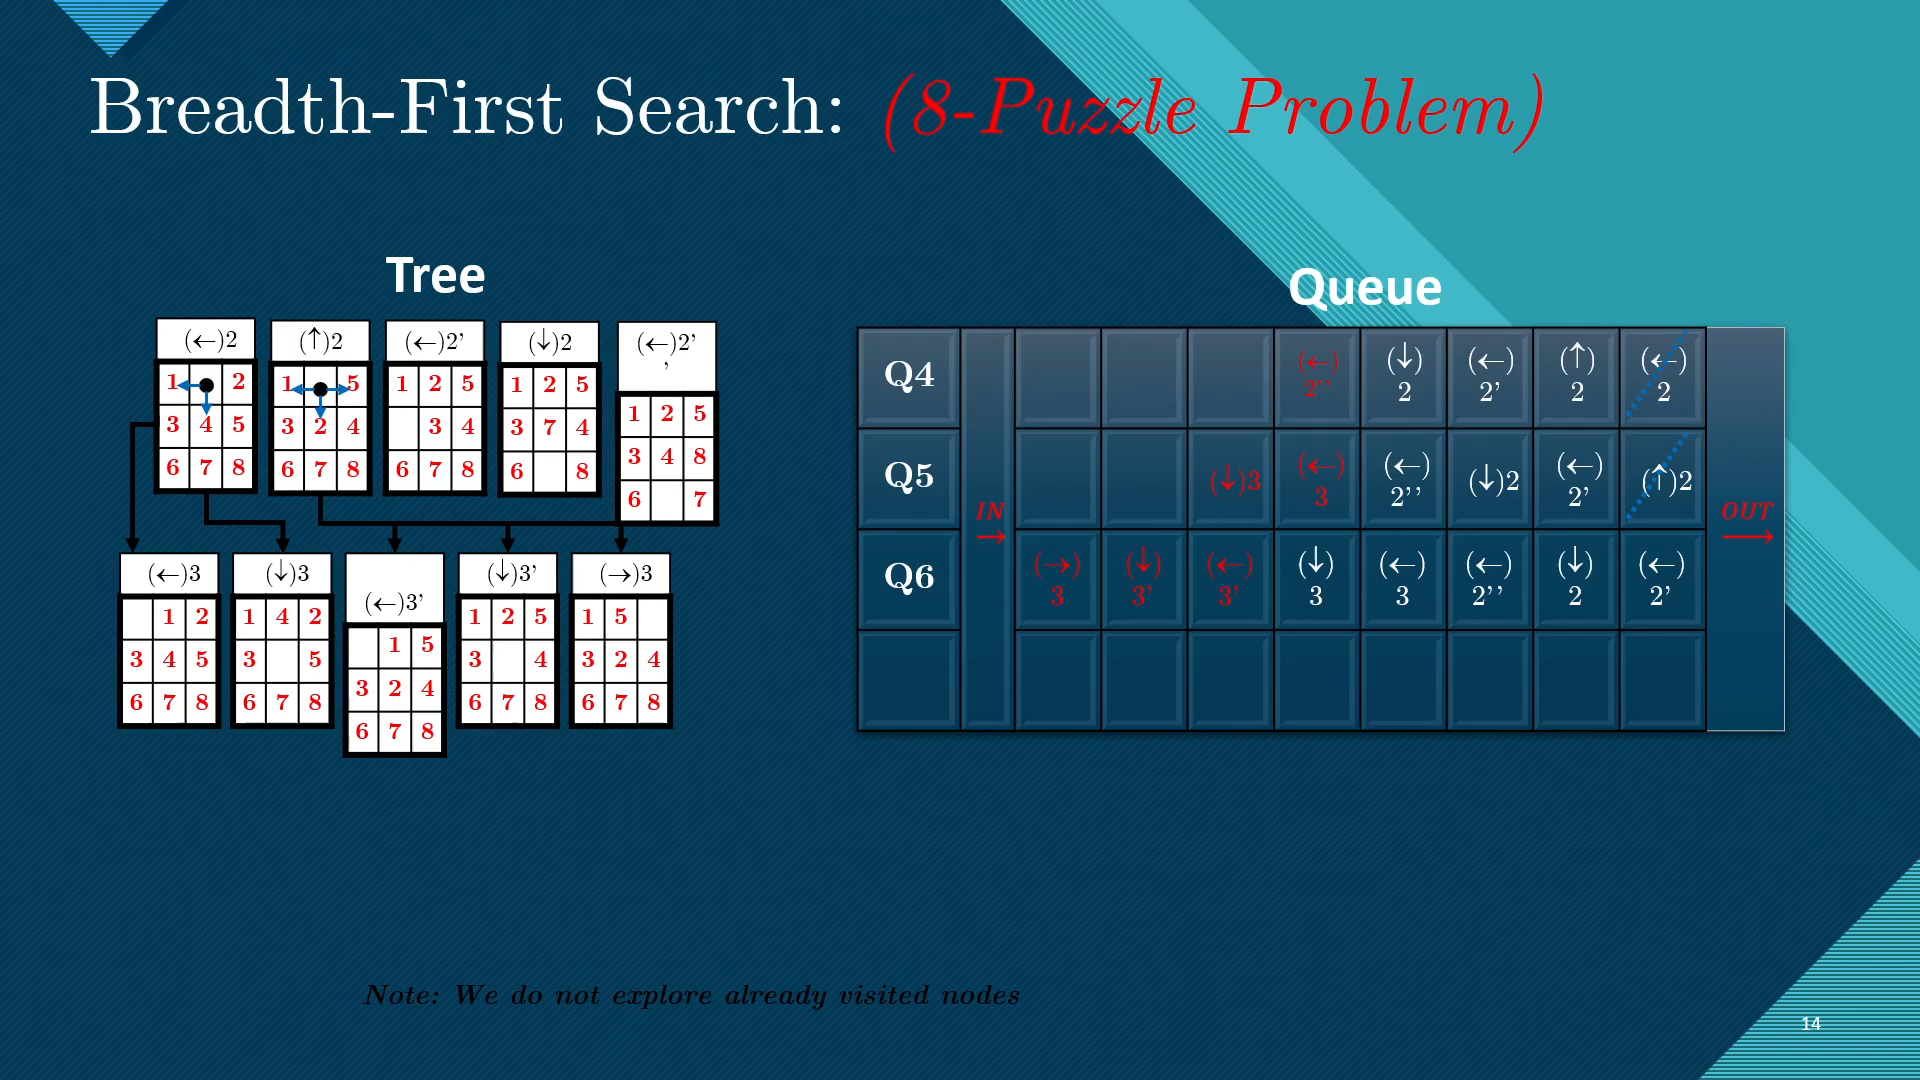 Breadth-First Search: (8-Puzzle Problem)
Tree
Queue
(←)2
1 2
3 4 5
6 7 8
(↑)2
1 5
3 2 4
6 7 8
(←)2'
1 2 5
3 4
6 7 8
(↓)2
1 2 5
3 7 4
6 8
(←)2'
'
1 2 5
3 4 8
6 7
(←)3
1 2
3 4 5
6 7 8
(↓)3
1 4 2
3 5
6 7 8
(←)3'
1 5
3 2 4
6 7 8
(↓)3'
1 2 5
3 4
6 7 8
(→)3
1 5
3 2 4
6 7 8
Q4 (←) 2'' (↓) 2 (←) 2' (↑) 2 (←) 2
Q5 (↓)3 (←) 3 (←) 2'' (↓)2 (←) 2' (↑)2
IN →
OUT →
Q6 (→) 3 (↓) 3' (←) 3' (↓) 3 (←) 3 (←) 2'' (↓) 2 (←) 2'
Note: We do not explore already visited nodes
14